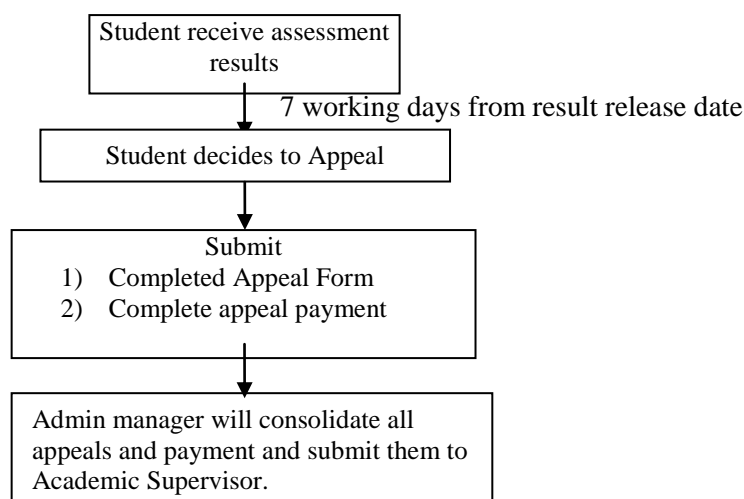 Student receive assessment
results
7 working days from result release date
Student decides to Appeal
Submit
1) Completed Appeal Form
2) Complete appeal payment
Admin manager will consolidate all
appeals and payment and submit them to
Academic Supervisor.